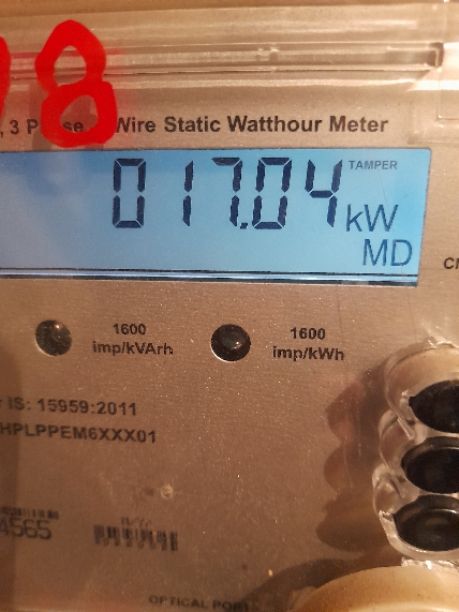 8
, 3 P se Wire Static Watthour Meter
TAMPER
017.04 kW
MD
1600
imp/kVArh
1600
imp/kWh
IS: 15959:2011
HPLPPEM6XXX01
4565
OPTICAL PORT